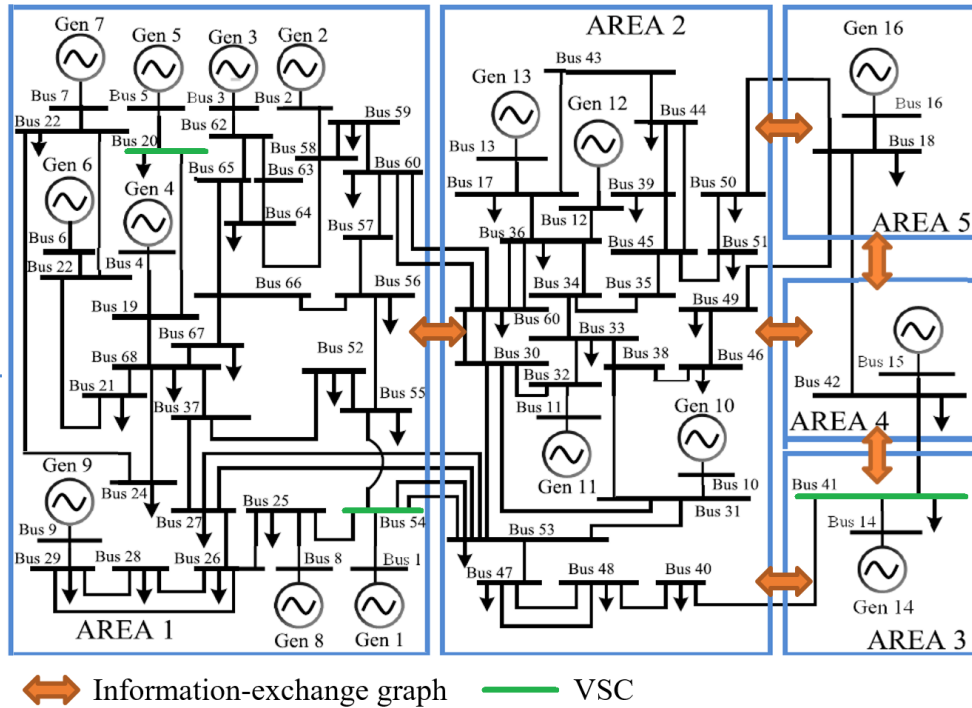 Gen 7
Gen 5
Gen 3
Gen 2
AREA 2
Gen 16
Bus 43
Gen 13
Gen 12
Bus 7
Bus 5
Bus 3
Bus 2
Bus 59
Bus 16
Bus 22
Bus 20
Bus 62
Bus 44
Bus 18
Bus 58
Bus 13
Bus 60
Gen 6
Gen 4
Bus 65
Bus 63
Bus 17
Bus 39
Bus 50
Bus 64
Bus 57
Bus 12
AREA 5
Bus 6
Bus 4
Bus 36
Bus 45
Bus 51
Bus 22
Bus 66
Bus 56
Bus 34
Bus 35
Bus 49
Bus 19
Bus 60
Bus 67
Bus 33
Bus 52
Bus 15
Bus 68
Bus 30
Bus 38
Bus 46
Bus 32
Bus 42
Bus 21
Bus 37
Bus 55
Bus 11
Gen 10
AREA 4
Gen 9
Gen 11
Bus 10
Bus 41
Bus 24
Bus 25
Bus 31
Bus 27
Bus 54
Bus 14
Bus 9
Bus 53
Bus 29
Bus 28
Bus 26
Bus 8
Bus 1
Bus 47
Bus 48
Bus 40
Gen 14
AREA 1
Gen 8
Gen 1
AREA 3
Information-exchange graph
VSC